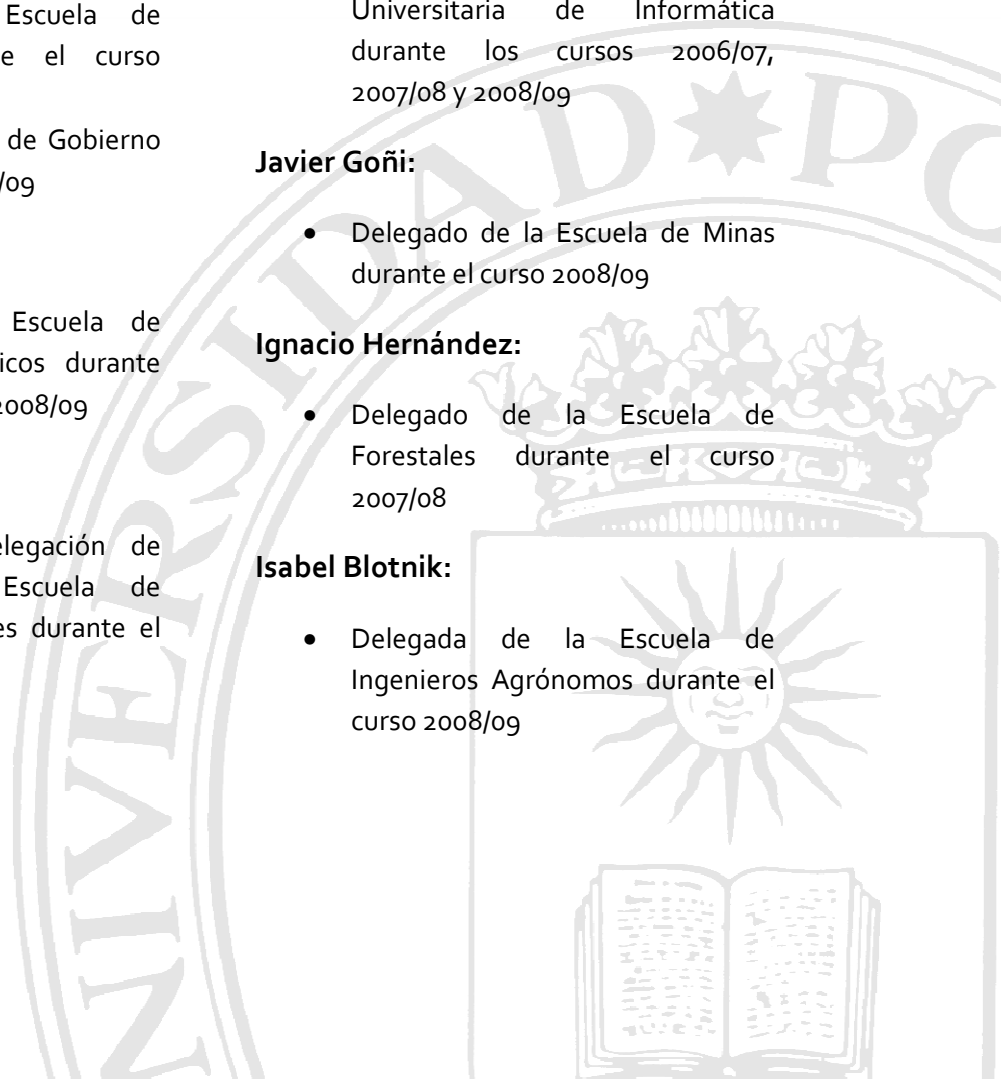 Escuela de
e el curso
de Gobierno
/09
Escuela de
icos durante
2008/09
elegación de
Escuela de
es durante el
Universitaria de Informática
durante los cursos 2006/07,
2007/08 y 2008/09
Javier Goñi:
• Delegado de la Escuela de Minas
durante el curso 2008/09
Ignacio Hernández:
• Delegado de la Escuela de
Forestales durante el curso
2007/08
Isabel Blotnik:
• Delegada de la Escuela de
Ingenieros Agrónomos durante el
curso 2008/09
NIVERSIDAD PO